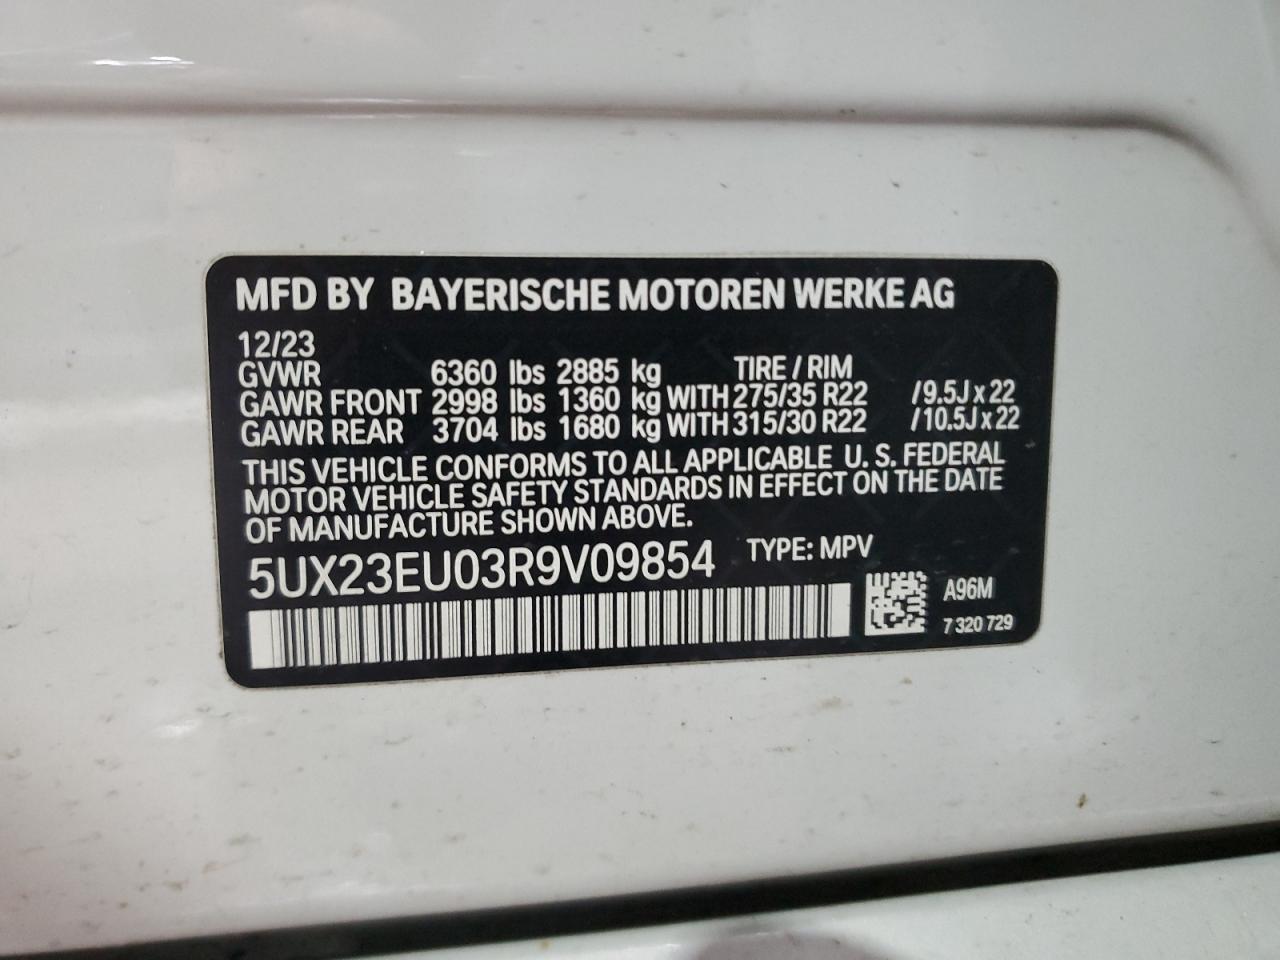 MFD BY BAYERISCHE MOTOREN WERKE AG
12/23
GVWR 6360 lbs 2885 kg TIRE / RIM
GAWR FRONT 2998 lbs 1360 kg WITH 275/35 R22 /9.5J x 22
GAWR REAR 3704 lbs 1680 kg WITH 315/30 R22 /10.5J x 22
THIS VEHICLE CONFORMS TO ALL APPLICABLE U. S. FEDERAL
MOTOR VEHICLE SAFETY STANDARDS IN EFFECT ON THE DATE
OF MANUFACTURE SHOWN ABOVE.
5UX23EU03R9V09854 TYPE: MPV
A96M
7 320 729